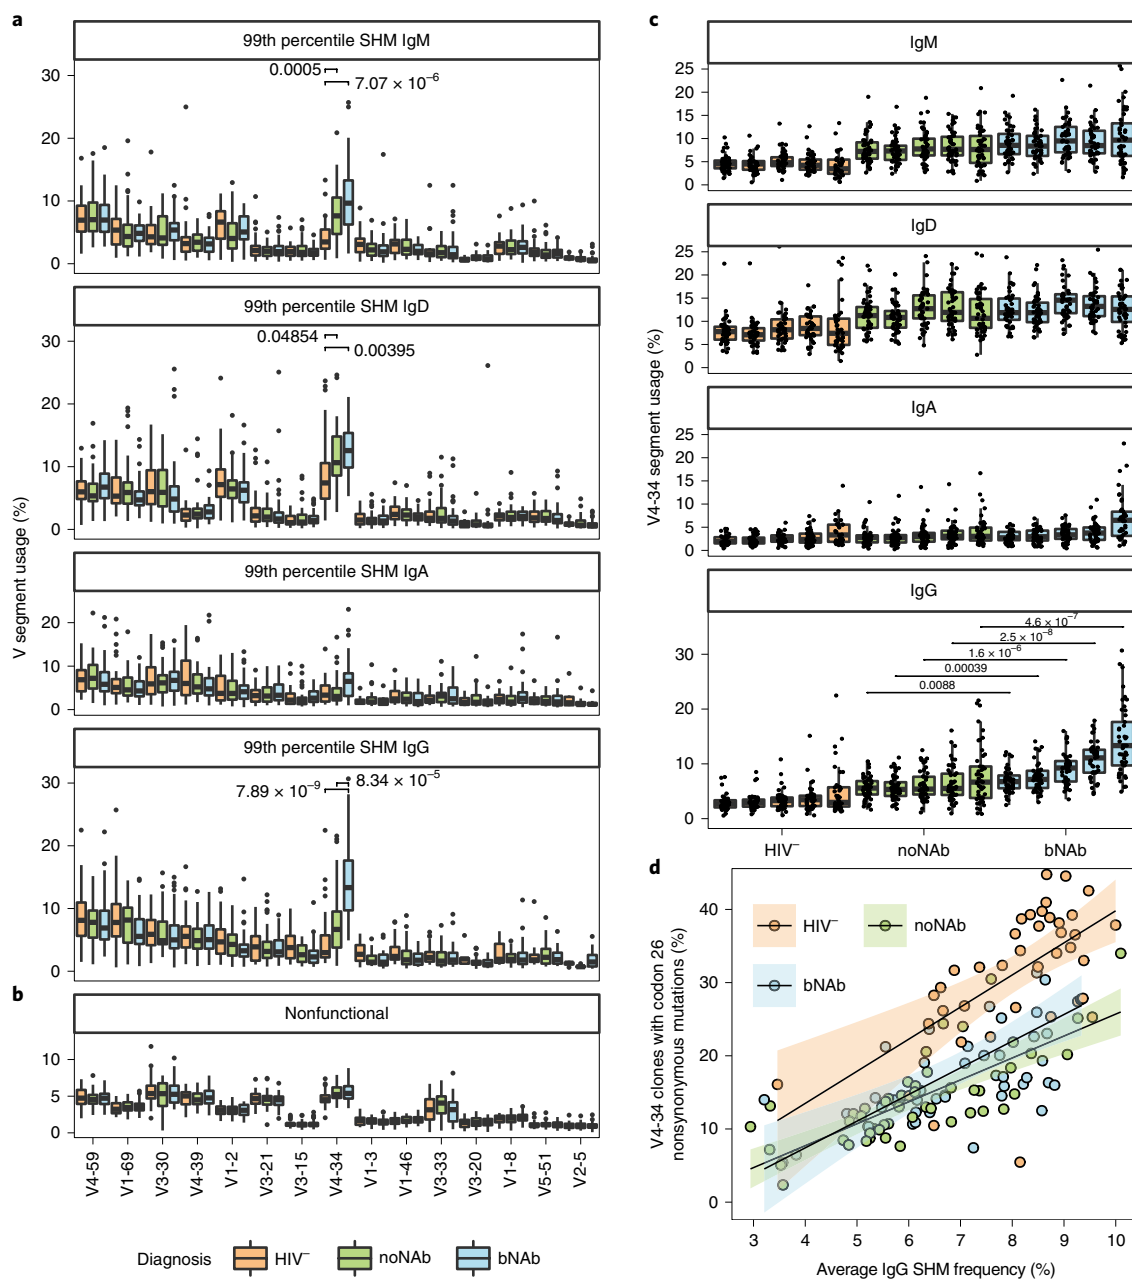 a
99th percentile SHM IgM
30
20
10
0
0.0005
7.07 × 10⁻⁶
99th percentile SHM IgD
30
20
10
0
0.04854
0.00395
V segment usage (%)
99th percentile SHM IgA
20
10
0
99th percentile SHM IgG
30
20
10
0
7.89 × 10⁻⁹
8.34 × 10⁻⁵
b
Nonfunctional
10
5
0
V4-59
V1-69
V3-30
V4-39
V1-2
V3-21
V3-15
V4-34
V1-3
V1-46
V3-33
V3-20
V1-8
V5-51
V2-5
Diagnosis
HIV⁻
noNAb
bNAb
c
IgM
25
20
15
10
5
0
IgD
25
20
15
10
5
0
V4-34 segment usage (%)
IgA
25
20
15
10
5
0
IgG
30
20
10
0
4.6 × 10⁻⁷
2.5 × 10⁻⁸
1.6 × 10⁻⁶
0.00039
0.0088
HIV⁻
noNAb
bNAb
d
V4-34 clones with codon 26
nonsynonymous mutations (%)
40
30
20
10
0
HIV⁻
noNAb
bNAb
3 4 5 6 7 8 9 10
Average IgG SHM frequency (%)